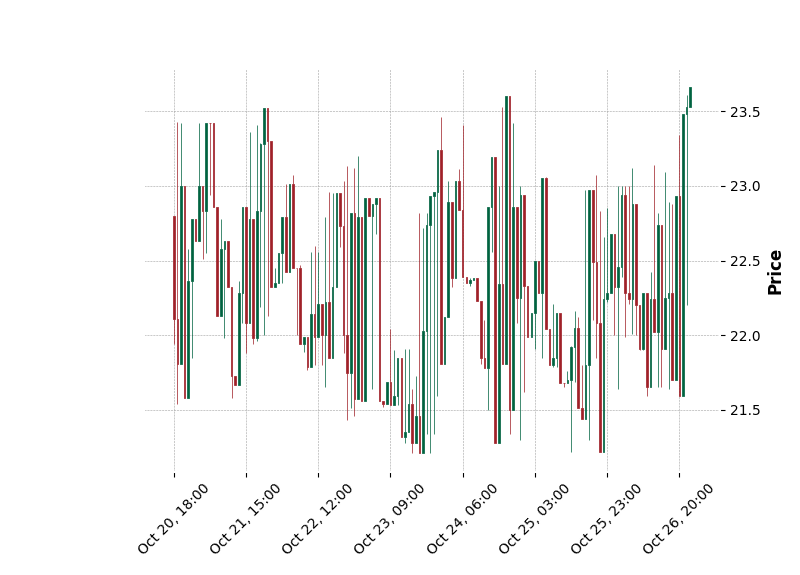 23.5
23.0
22.5
22.0
21.5
Price
Oct 20, 18:00
Oct 21, 15:00
Oct 22, 12:00
Oct 23, 09:00
Oct 24, 06:00
Oct 25, 03:00
Oct 25, 23:00
Oct 26, 20:00